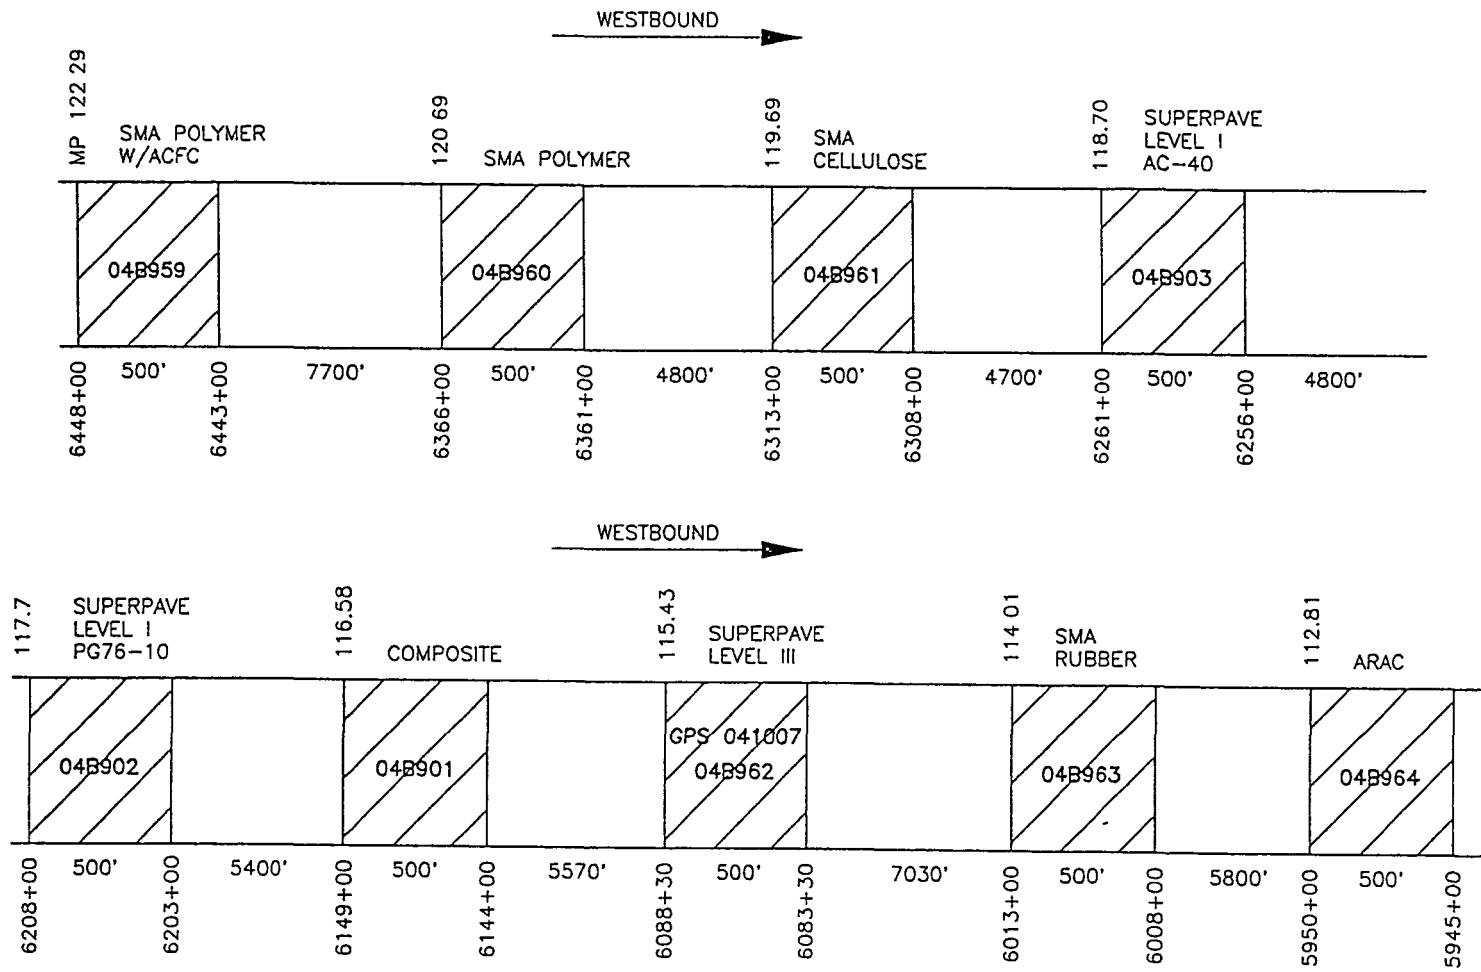 WESTBOUND
MP 122 29
SMA POLYMER
W/ACFC
120 69
SMA POLYMER
119.69
SMA
CELLULOSE
118.70
SUPERPAVE
LEVEL I
AC-40
04B959
04B960
04B961
04B903
500'
7700'
500'
4800'
500'
4700'
500'
4800'
6448+00
6443+00
6366+00
6361+00
6313+00
6308+00
6261+00
6256+00
WESTBOUND
117.7
SUPERPAVE
LEVEL I
PG76-10
116.58
COMPOSITE
115.43
SUPERPAVE
LEVEL III
114 01
SMA
RUBBER
112.81
ARAC
04B902
04B901
GPS 041007
04B962
04B963
04B964
500'
5400'
500'
5570'
500'
7030'
500'
5800'
500'
6208+00
6203+00
6149+00
6144+00
6088+30
6083+30
6013+00
6008+00
5950+00
5945+00